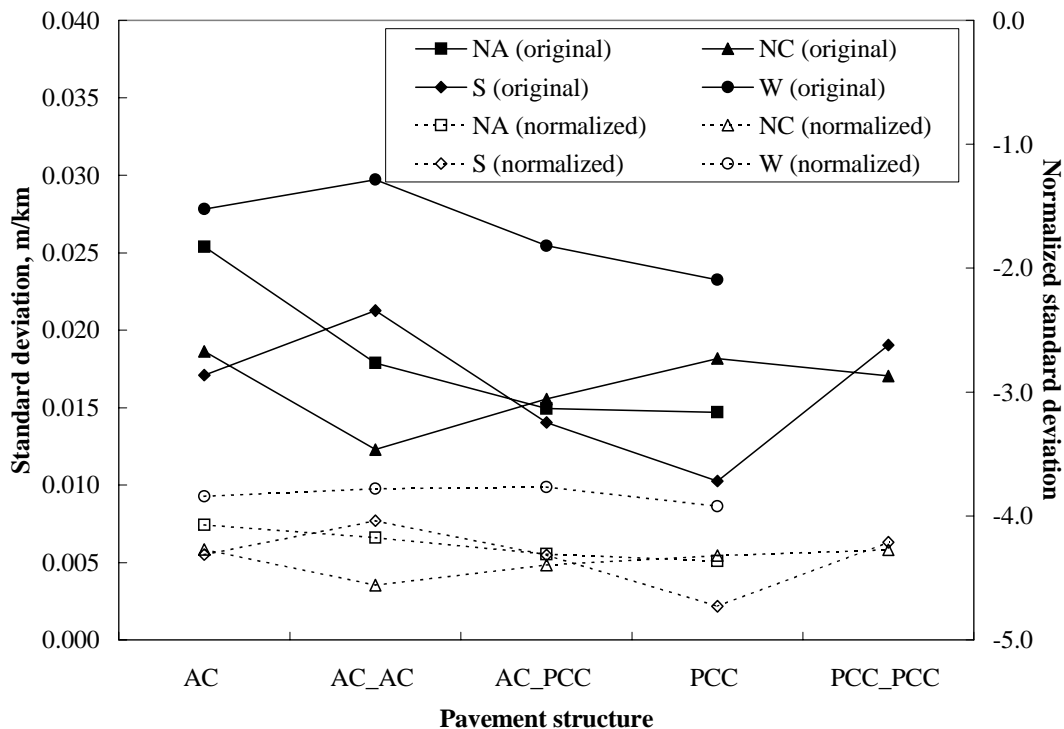 0.040
0.035
0.030
0.025
0.020
0.015
0.010
0.005
0.000
Standard deviation, m/km
NA (original)
NC (original)
S (original)
W (original)
NA (normalized)
NC (normalized)
S (normalized)
W (normalized)
0.0
-1.0
-2.0
-3.0
-4.0
-5.0
Normalized standard deviation
AC
AC_AC
AC_PCC
PCC
PCC_PCC
Pavement structure